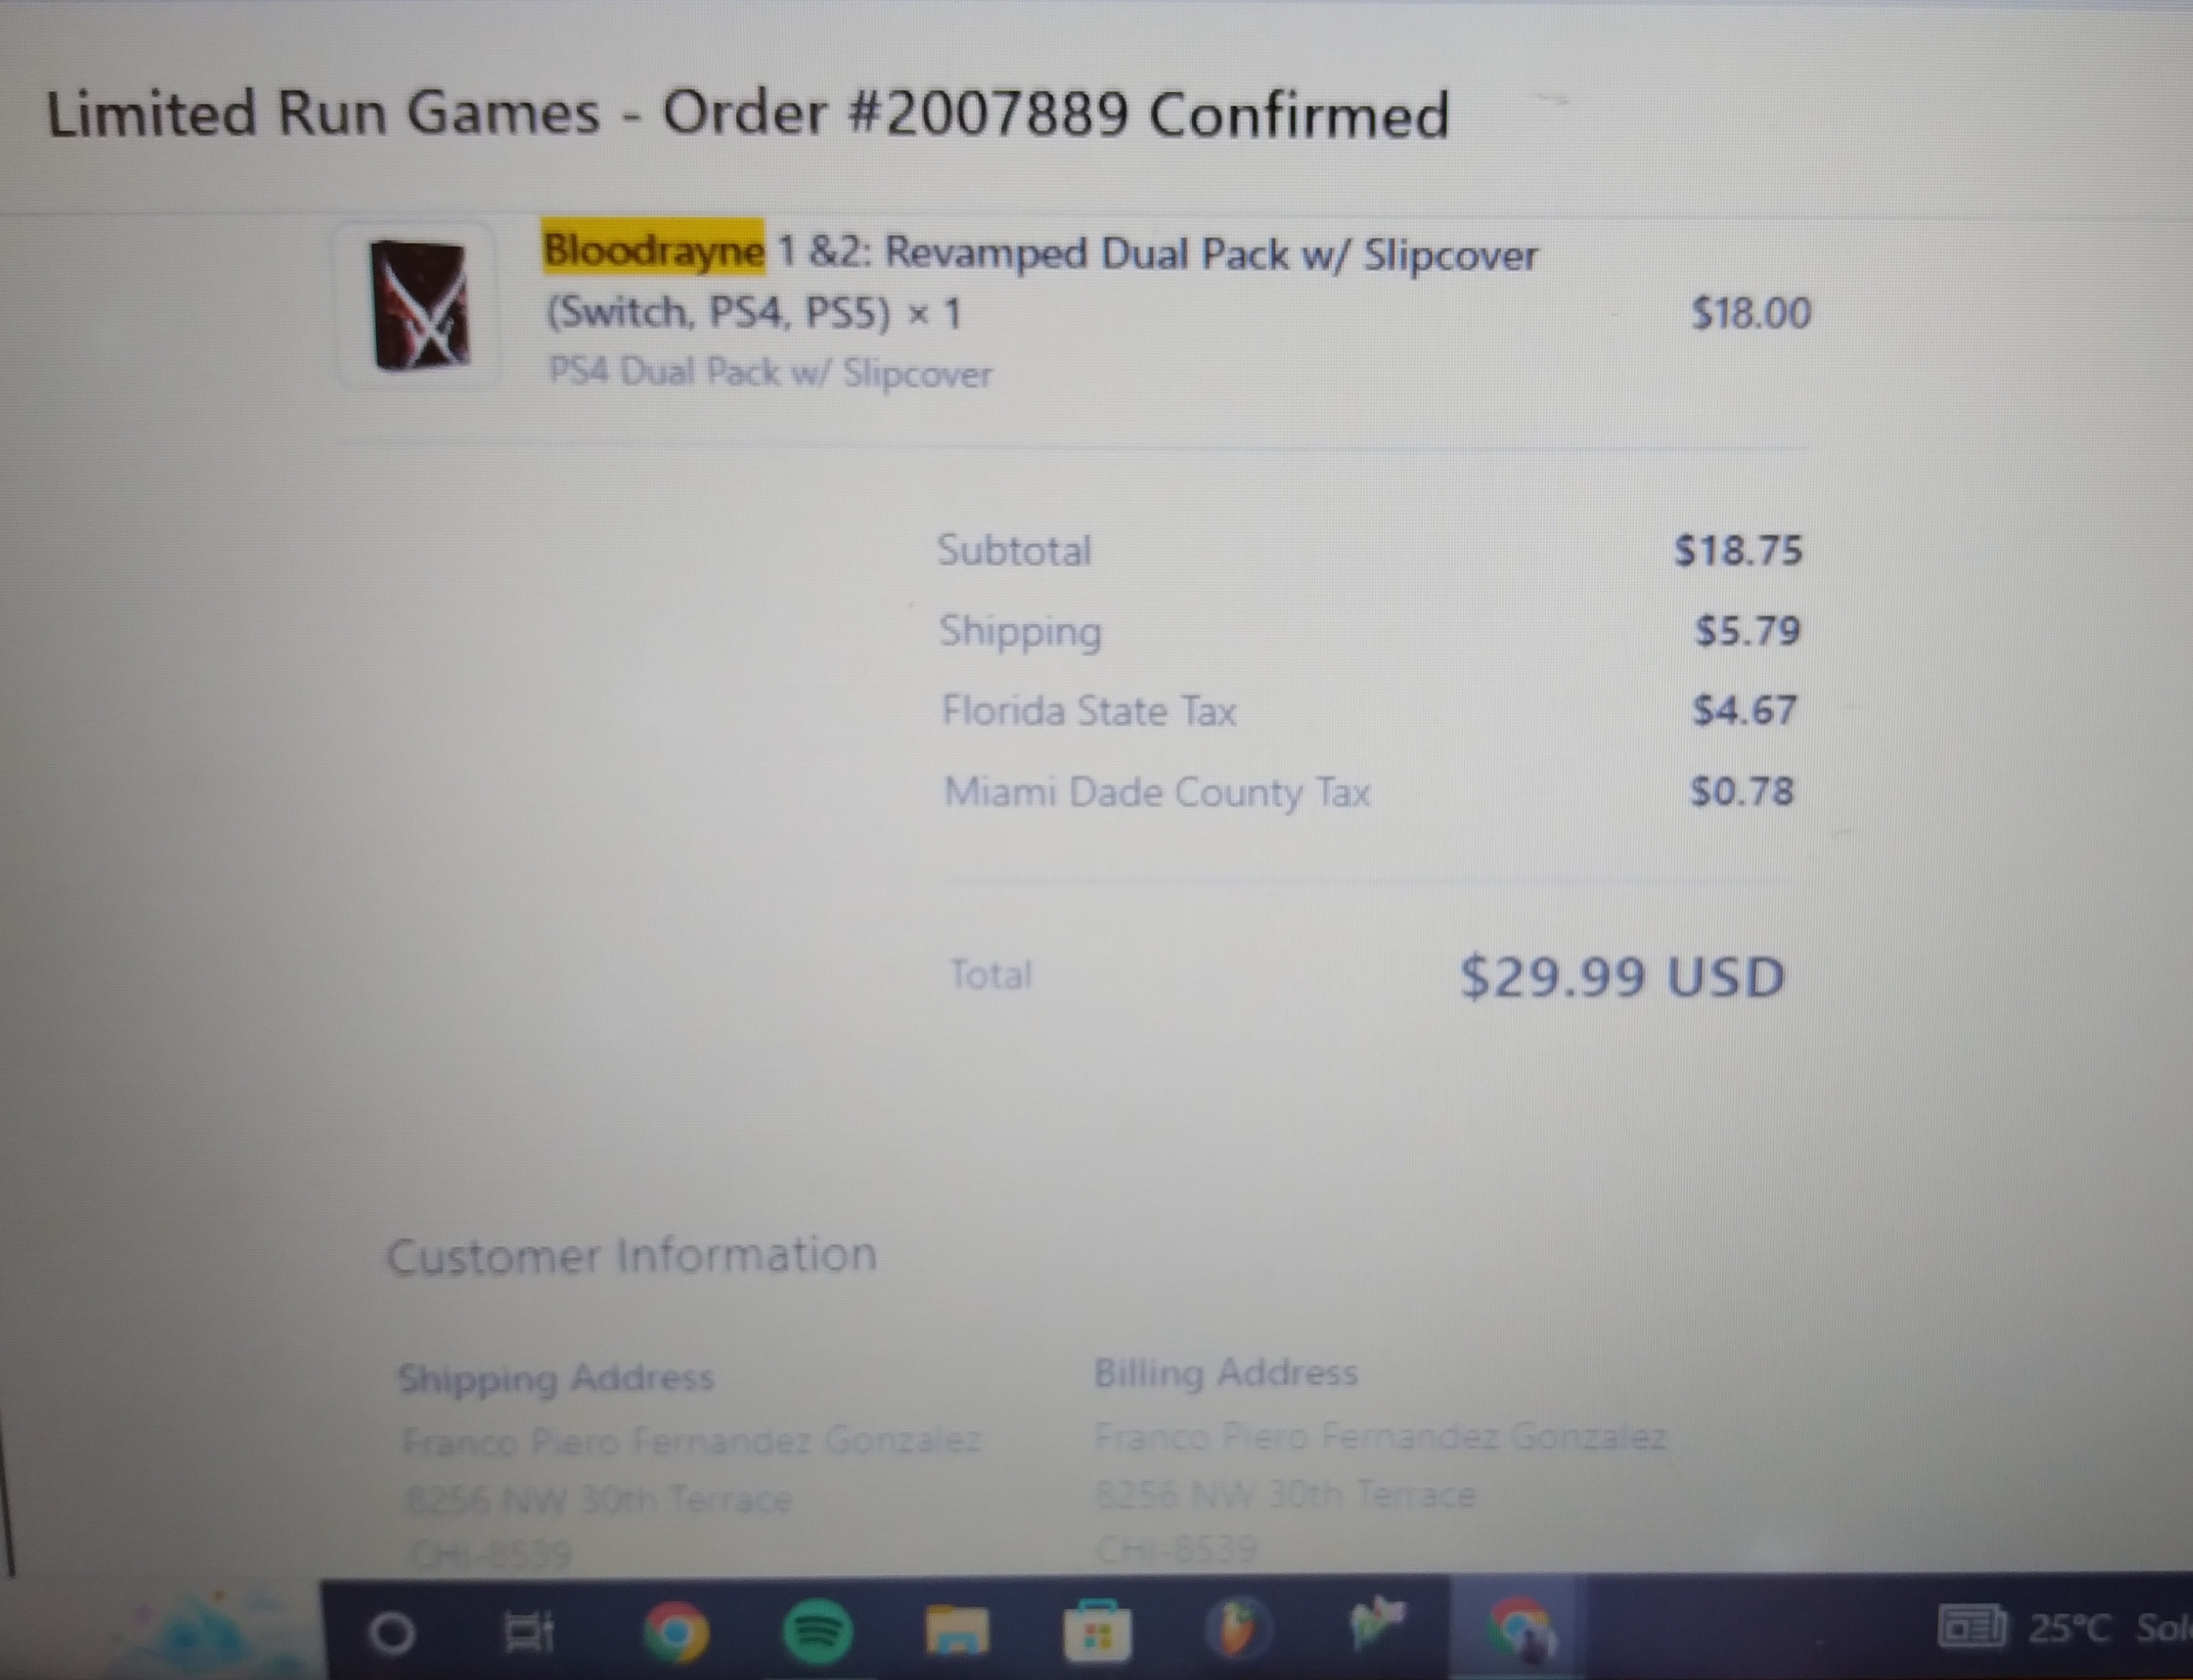 Limited Run Games - Order #2007889 Confirmed
Bloodrayne 1 &2: Revamped Dual Pack w/ Slipcover
(Switch, PS4, PS5) × 1
$18.00
PS4 Dual Pack w/ Slipcover
Subtotal $18.75
Shipping $5.79
Florida State Tax $4.67
Miami Dade County Tax $0.78
Total $29.99 USD
Customer Information
Shipping Address
Franco Piero Fernandez Gonzalez
8256 NW 30th Terrace
CHI-8539
Billing Address
Franco Piero Fernandez Gonzalez
8256 NW 30th Terrace
CHI-8539
25°C Sol